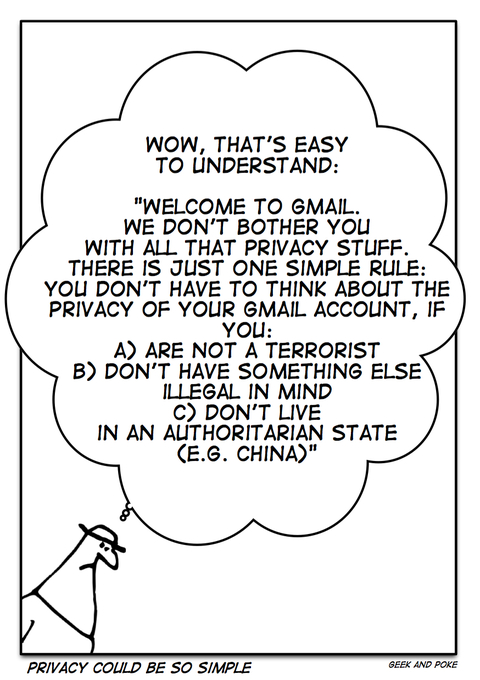 WOW, THAT'S EASY
TO UNDERSTAND:
"WELCOME TO GMAIL.
WE DON'T BOTHER YOU
WITH ALL THAT PRIVACY STUFF.
THERE IS JUST ONE SIMPLE RULE:
YOU DON'T HAVE TO THINK ABOUT THE
PRIVACY OF YOUR GMAIL ACCOUNT, IF
YOU:
A) ARE NOT A TERRORIST
B) DON'T HAVE SOMETHING ELSE
ILLEGAL IN MIND
C) DON'T LIVE
IN AN AUTHORITARIAN STATE
(E.G. CHINA)"
PRIVACY COULD BE SO SIMPLE
GEEK AND POKE